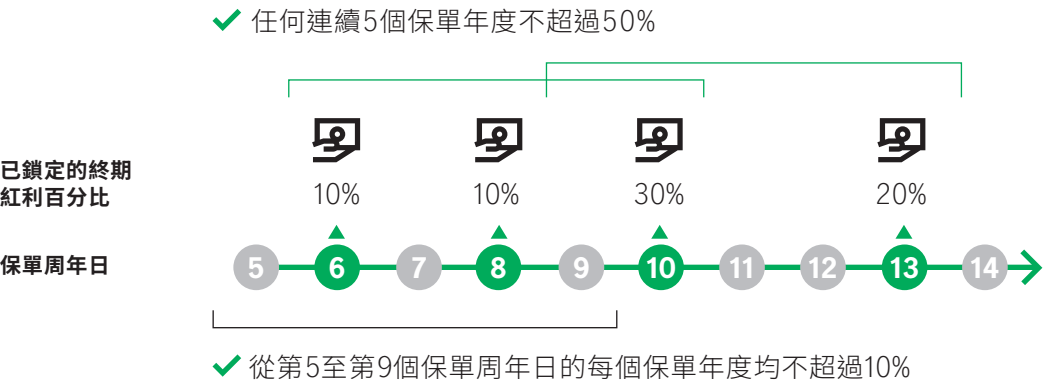 任何連續5個保單年度不超過50%
已鎖定的終期
紅利百分比
10% 10% 30% 20%
保單周年日
5 6 7 8 9 10 11 12 13 14
從第5至第9個保單周年日的每個保單年度均不超過10%